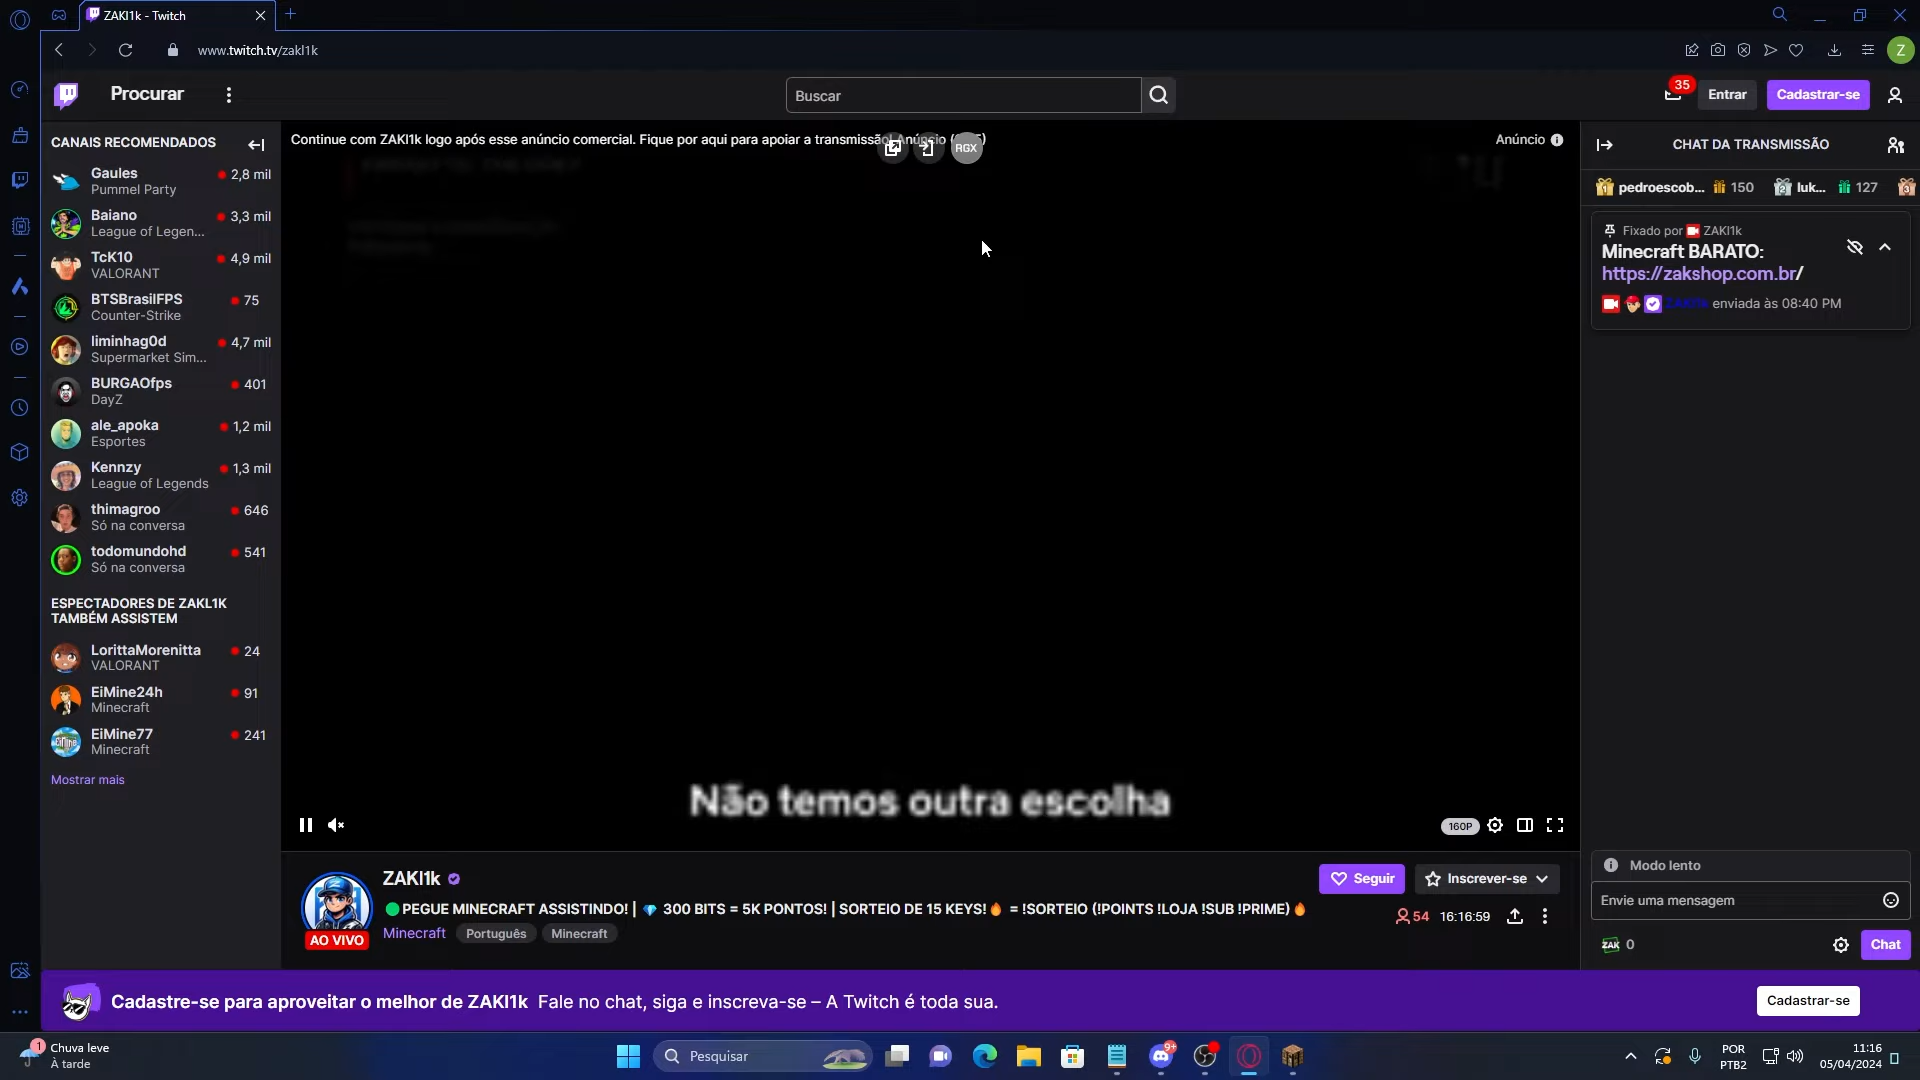 ZAKl1k - Twitch
www.twitch.tv/zakl1k
Procurar
Buscar
35
Entrar
Cadastrar-se
CANAIS RECOMENDADOS
Gaules
2,8 mil
Pummel Party
Baiano
3,3 mil
League of Legen...
TcK10
4,9 mil
VALORANT
BTSBrasilFPS
75
Counter-Strike
liminhag0d
4,7 mil
Supermarket Sim...
BURGAOfps
401
DayZ
ale_apoka
1,2 mil
Esportes
Kennzy
1,3 mil
League of Legends
thimagroo
646
Só na conversa
todomundohd
541
Só na conversa
ESPECTADORES DE ZAKL1K
TAMBÉM ASSISTEM
LorittaMorenitta
24
VALORANT
EiMine24h
91
Minecraft
EiMine77
241
Minecraft
Mostrar mais
Continue com ZAKl1k logo após esse anúncio comercial. Fique por aqui para apoiar a transmissão! Anúncio
RGX
Anúncio
Não temos outra escolha
160P
ZAKl1k
Seguir
Inscrever-se
PEGUE MINECRAFT ASSISTINDO! | 💎 300 BITS = 5K PONTOS! | SORTEIO DE 15 KEYS!🔥 = !SORTEIO (!POINTS !LOJA !SUB !PRIME)🔥
54
16:16:59
AO VIVO
Minecraft
Português
Minecraft
CHAT DA TRANSMISSÃO
pedroescob...
150
luk...
127
Fixado por ZAKl1k
Minecraft BARATO:
https://zakshop.com.br/
ZAKl1k enviada às 08:40 PM
Modo lento
Envie uma mensagem
ZAK 0
Chat
Cadastre-se para aproveitar o melhor de ZAKl1k Fale no chat, siga e inscreva-se – A Twitch é toda sua.
Cadastrar-se
1
Chuva leve
À tarde
Pesquisar
9+
POR
PTB2
11:16
05/04/2024
Z